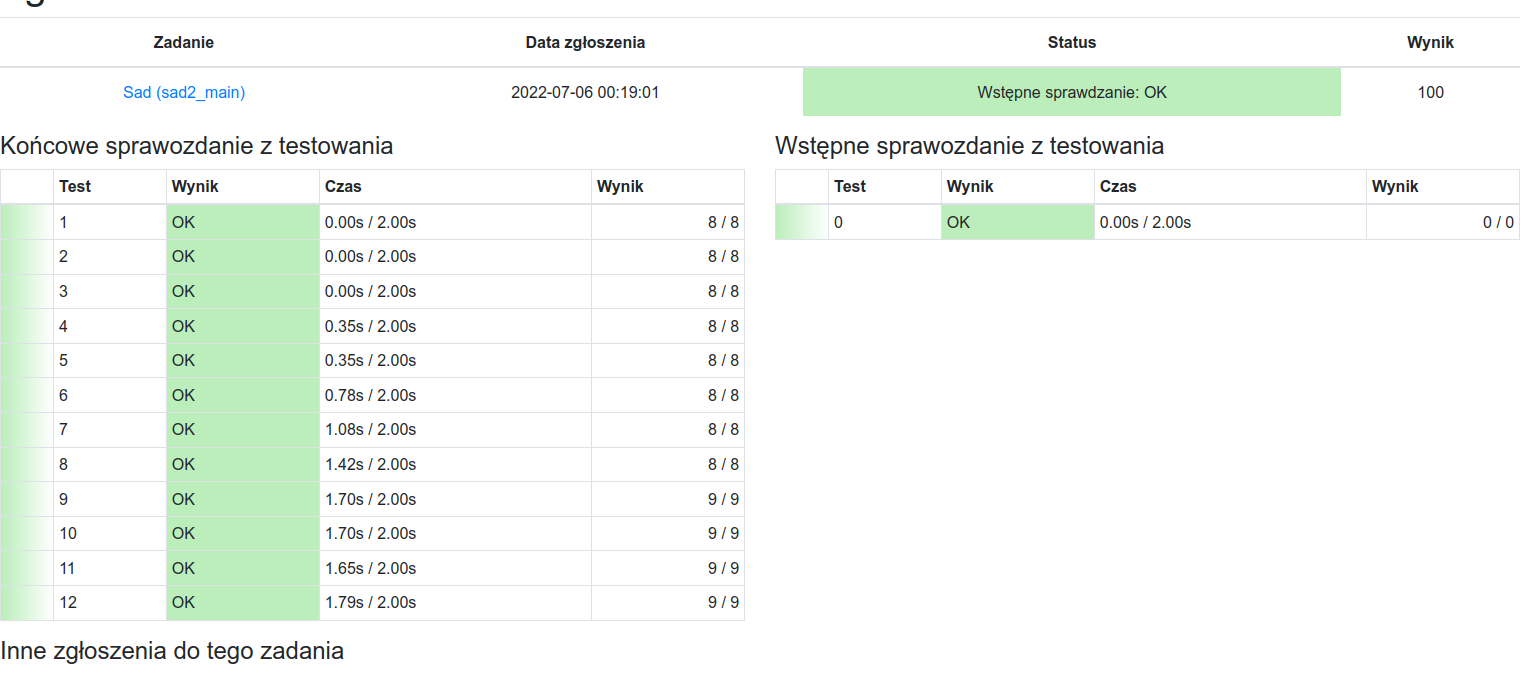 Zadanie Data zgłoszenia Status Wynik
Sad (sad2_main) 2022-07-06 00:19:01 Wstępne sprawdzanie: OK 100
Końcowe sprawozdanie z testowania
Test Wynik Czas Wynik
1 OK 0.00s / 2.00s 8 / 8
2 OK 0.00s / 2.00s 8 / 8
3 OK 0.00s / 2.00s 8 / 8
4 OK 0.35s / 2.00s 8 / 8
5 OK 0.35s / 2.00s 8 / 8
6 OK 0.78s / 2.00s 8 / 8
7 OK 1.08s / 2.00s 8 / 8
8 OK 1.42s / 2.00s 8 / 8
9 OK 1.70s / 2.00s 9 / 9
10 OK 1.70s / 2.00s 9 / 9
11 OK 1.65s / 2.00s 9 / 9
12 OK 1.79s / 2.00s 9 / 9
Wstępne sprawozdanie z testowania
Test Wynik Czas Wynik
0 OK 0.00s / 2.00s 0 / 0
Inne zgłoszenia do tego zadania